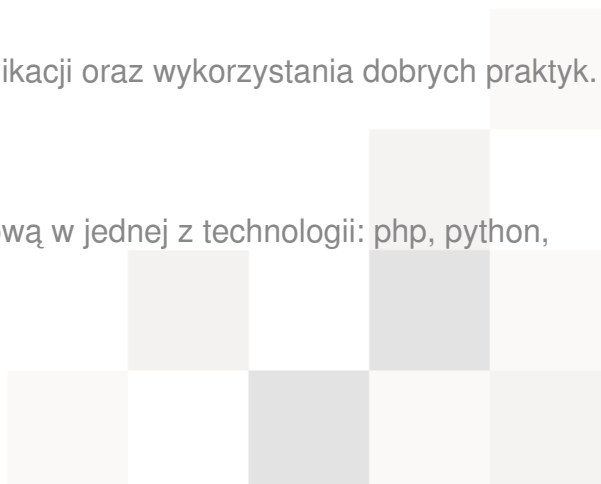 ikacji oraz wykorzystania dobrych praktyk.
wą w jednej z technologii: php, python,